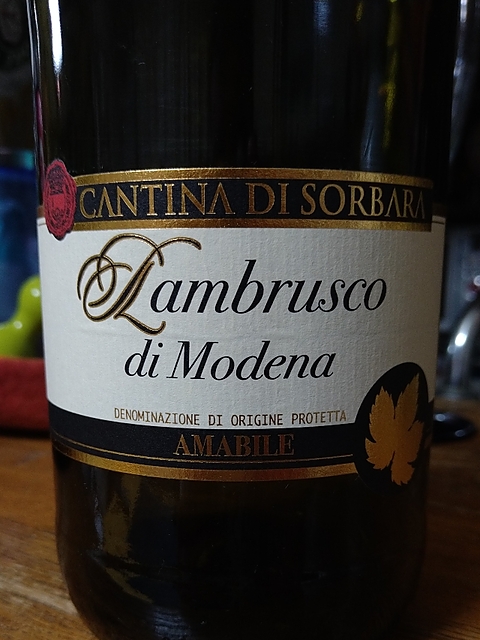 CANTINA DI SORBARA
Lambrusco
di Modena
DENOMINAZIONE DI ORIGINE PROTETTA
AMABILE